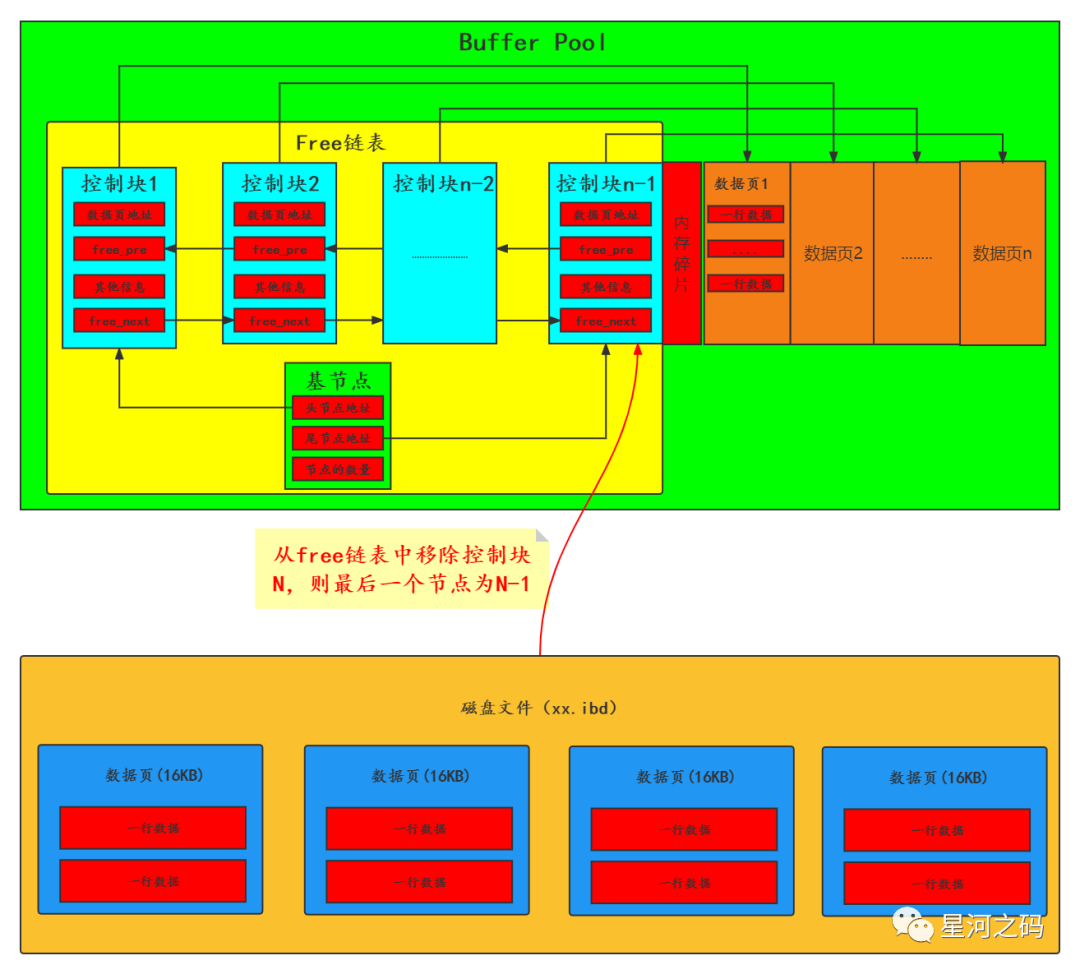 Buffer Pool
Free链表
控制块1
数据页地址
free_pre
其他信息
free_next
控制块2
数据页地址
free_pre
其他信息
free_next
控制块n-2
.....................
控制块n-1
数据页地址
free_pre
其他信息
free_next
内存碎片
数据页1
一行数据
....
一行数据
数据页2
........
数据页n
基节点
头节点地址
尾节点地址
节点的数量
从free链表中移除控制块
N，则最后一个节点为N-1
磁盘文件（xx.ibd）
数据页(16KB)
一行数据
一行数据
数据页(16KB)
一行数据
一行数据
数据页(16KB)
一行数据
一行数据
数据页(16KB)
一行数据
一行数据
星河之码